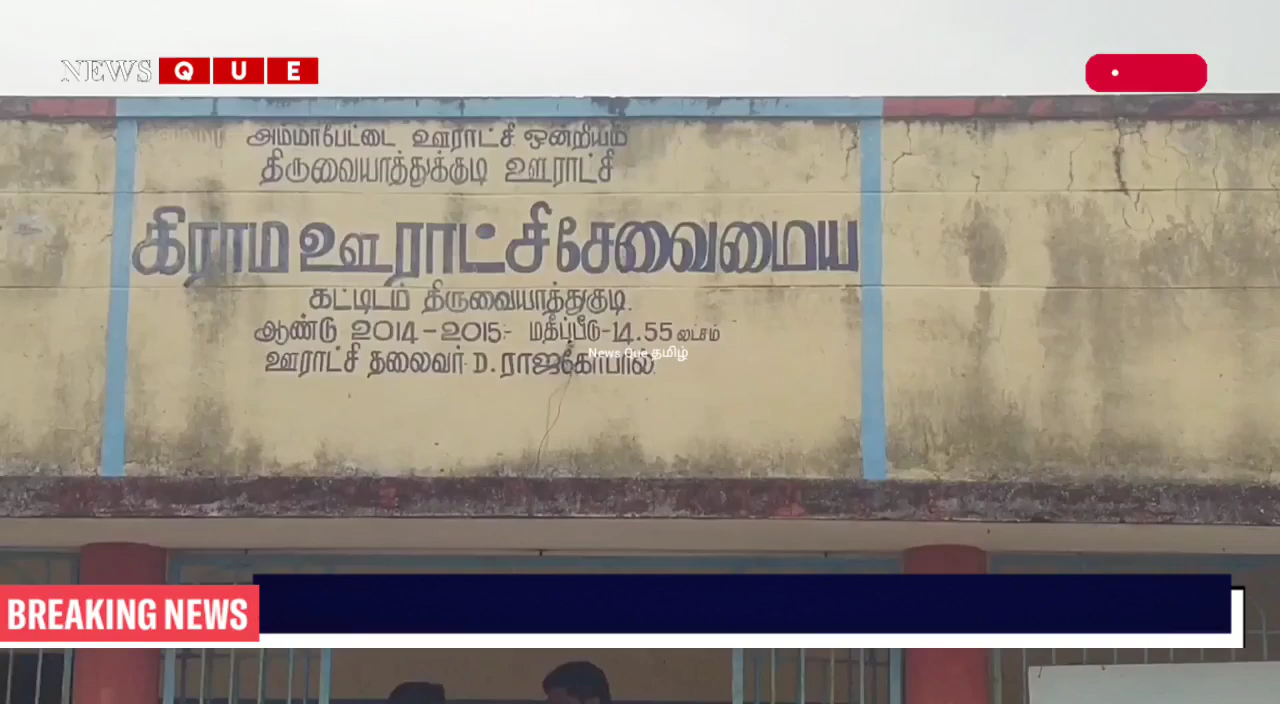 NEWS QUE
அம்மாபேட்டை ஊராட்சி ஒன்றியம்
திருவையாத்துக்குடி ஊராட்சி
கிராம ஊராட்சி சேவைமைய
கட்டிடம் திருவையாத்துகுடி.
ஆண்டு 2014-2015:- மதிப்பீடு-14.55 லட்சம்
News Que தமிழ்
ஊராட்சி தலைவர்- D. ராஜகோபால்
BREAKING NEWS